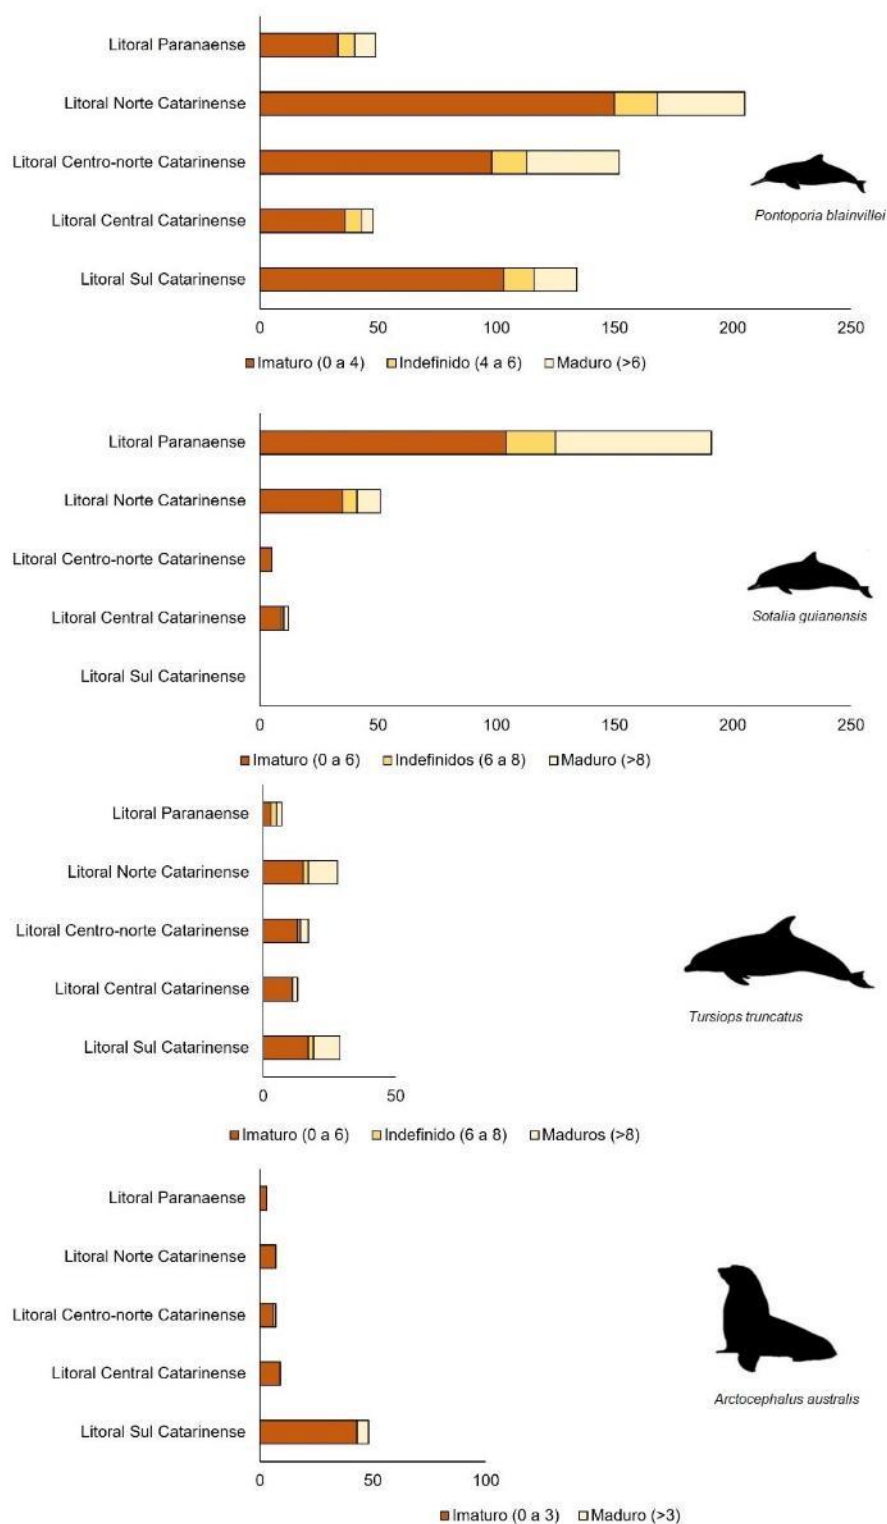 Litoral Paranaense
Litoral Norte Catarinense
Litoral Centro-norte Catarinense
Pontoporia blainvillei
Litoral Central Catarinense
Litoral Sul Catarinense
0 50 100 150 200 250
Imaturo (0 a 4) Indefinido (4 a 6) Maduro (>6)
Litoral Paranaense
Litoral Norte Catarinense
Litoral Centro-norte Catarinense
Sotalia guianensis
Litoral Central Catarinense
Litoral Sul Catarinense
0 50 100 150 200 250
Imaturo (0 a 6) Indefinidos (6 a 8) Maduro (>8)
Litoral Paranaense
Litoral Norte Catarinense
Litoral Centro-norte Catarinense
Litoral Central Catarinense
Tursiops truncatus
Litoral Sul Catarinense
0 50
Imaturo (0 a 6) Indefinido (6 a 8) Maduros (>8)
Litoral Paranaense
Litoral Norte Catarinense
Litoral Centro-norte Catarinense
Litoral Central Catarinense
Arctocephalus australis
Litoral Sul Catarinense
0 50 100
Imaturo (0 a 3) Maduro (>3)